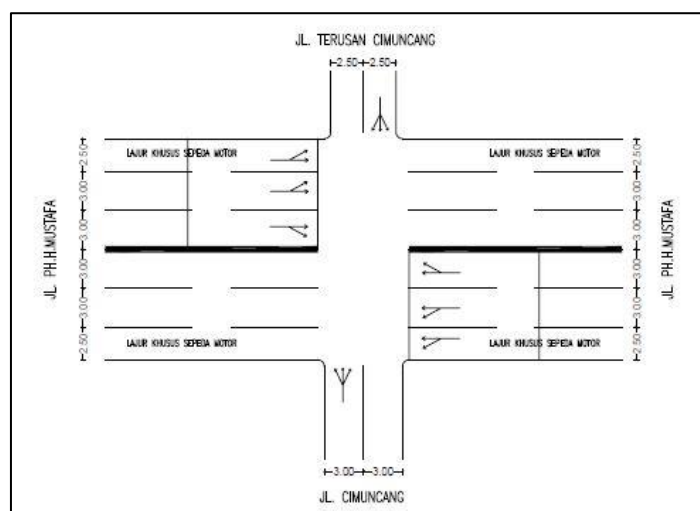 JL. TERUSAN CIMUNCANG
2.50 2.50
LAJUR KHUSUS SEPEDA MOTOR
LAJUR KHUSUS SEPEDA MOTOR
JL. PH.H.MUSTAFA
2.50
3.00
3.00
3.00
3.00
2.50
JL. PH.H.MUSTAFA
2.50
3.00
3.00
3.00
3.00
2.50
LAJUR KHUSUS SEPEDA MOTOR
LAJUR KHUSUS SEPEDA MOTOR
3.00 3.00
JL. CIMUNCANG